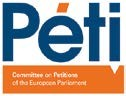 Péti
Committee on Petitions
of the European Parliament